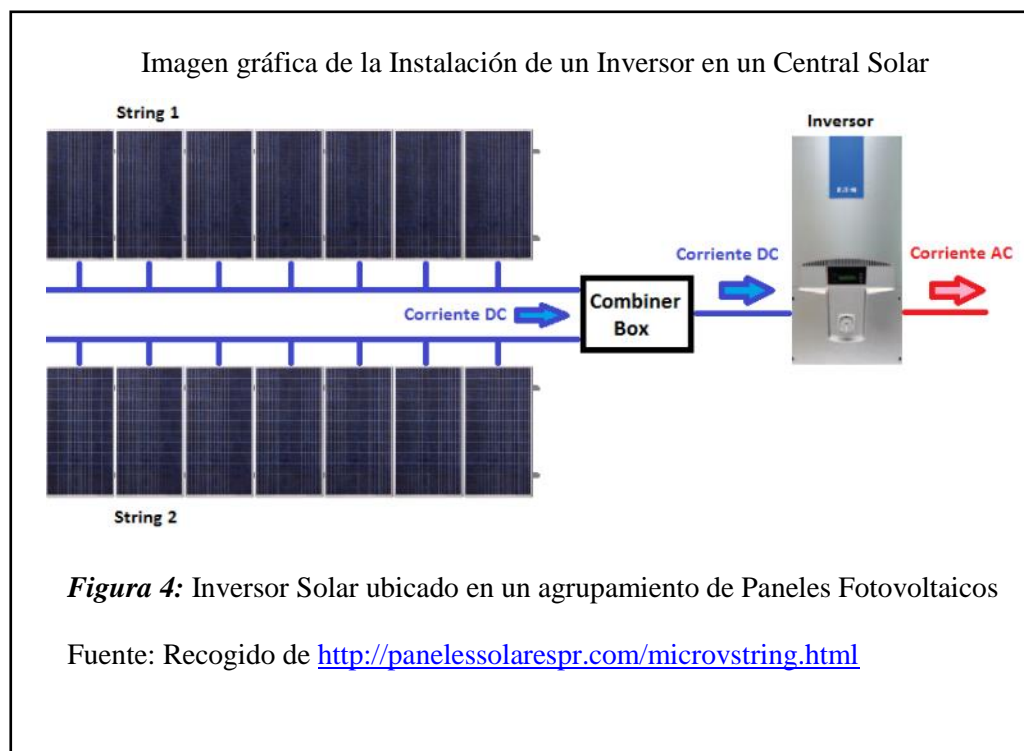 Imagen gráfica de la Instalación de un Inversor en un Central Solar
String 1
Inversor
EATON
Corriente DC
Corriente AC
Corriente DC
Combiner
Box
String 2
Figura 4: Inversor Solar ubicado en un agrupamiento de Paneles Fotovoltaicos
Fuente: Recogido de http://panelessolarespr.com/microvstring.html